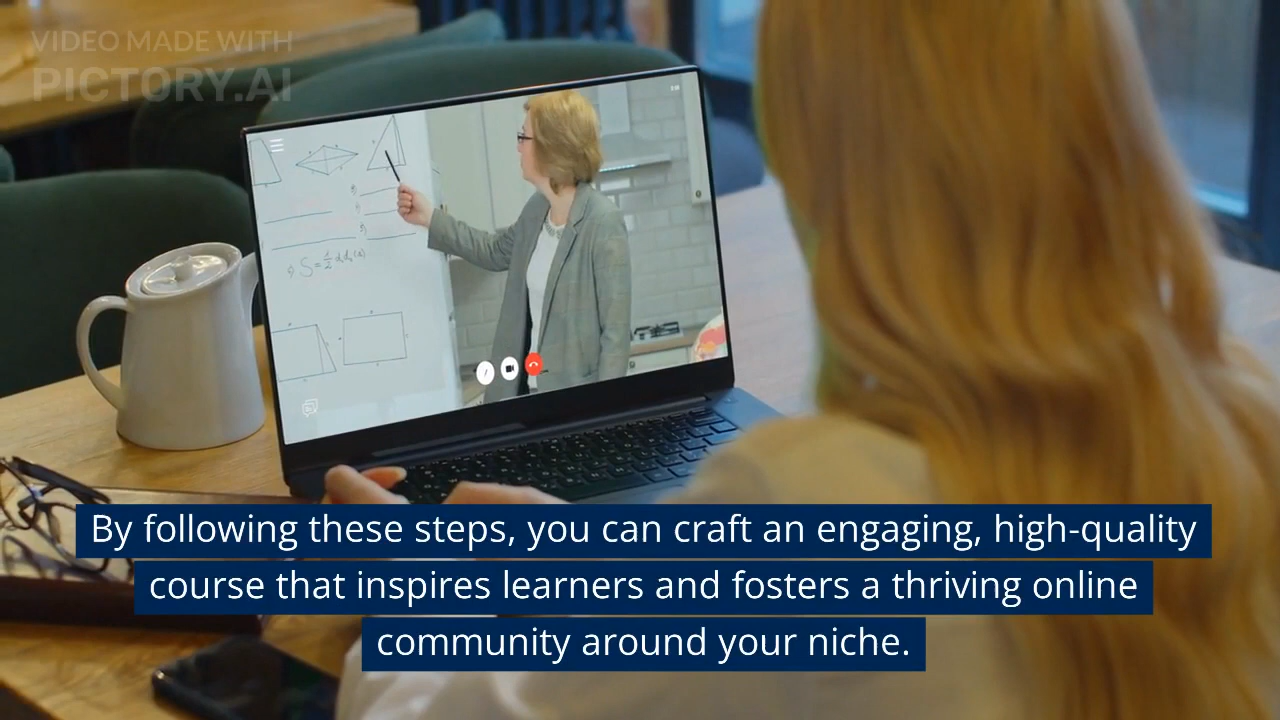 VIDEO MADE WITH
PICTORY.AI
By following these steps, you can craft an engaging, high-quality
course that inspires learners and fosters a thriving online
community around your niche.